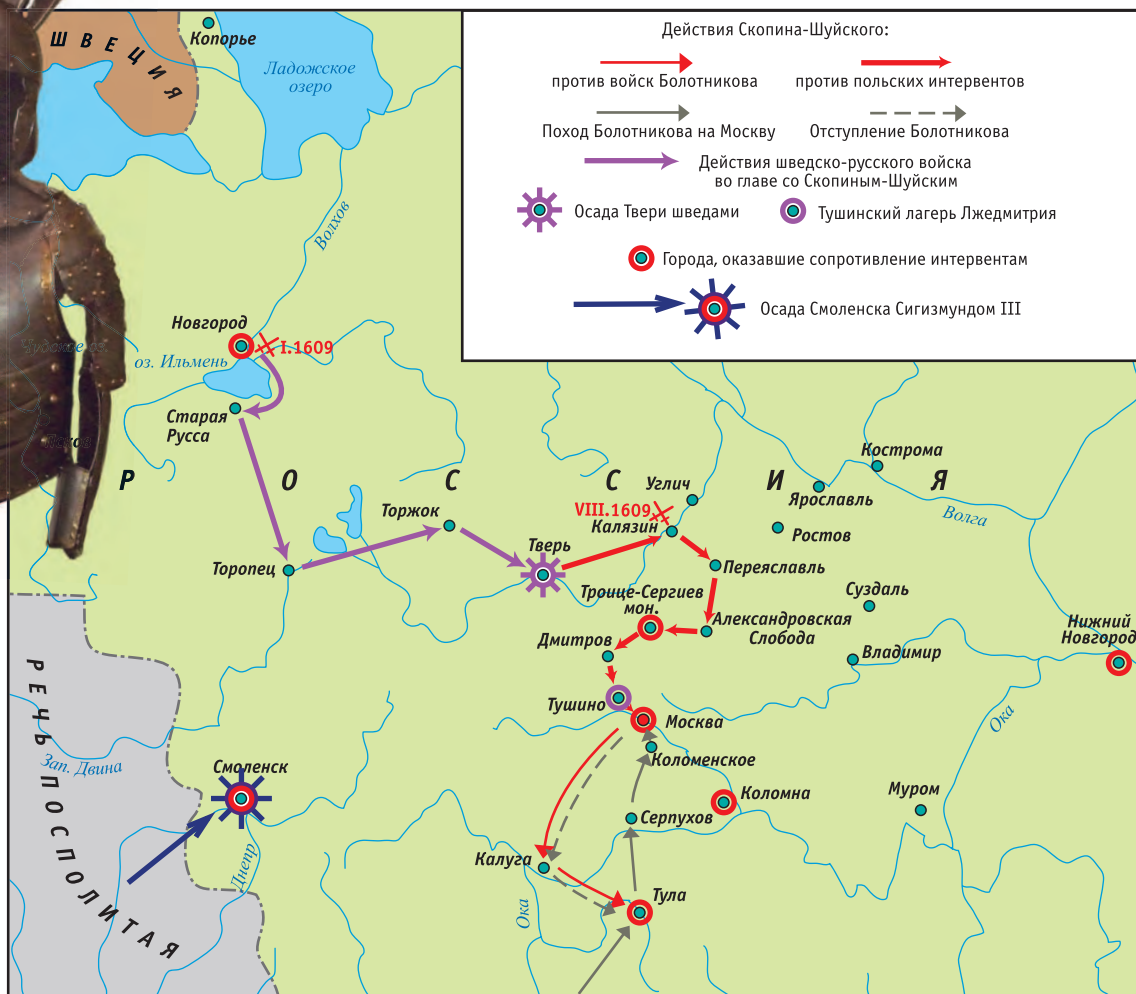 Действия Скопина-Шуйского:
против войск Болотникова
против польских интервентов
Поход Болотникова на Москву
Отступление Болотникова
Действия шведско-русского войска
во главе со Скопиным-Шуйским
Осада Твери шведами
Тушинский лагерь Лжедмитрия
Города, оказавшие сопротивление интервентам
Осада Смоленска Сигизмундом III
ШВЕЦИЯ
Копорье
Ладожское
озеро
Волхов
Новгород
I.1609
Чудское оз.
оз. Ильмень
Старая
Русса
Псков
РОССИЯ
Кострома
Углич
Ярославль
Волга
Торжок
VIII.1609
Калязин
Ростов
Тверь
Торопец
Переяславль
Троице-Сергиев
мон.
Суздаль
Александровская
Слобода
Нижний
Новгород
Дмитров
Владимир
РЕЧЬ ПОСПОЛИТАЯ
Тушино
Москва
Ока
Зап. Двина
Смоленск
Коломенское
Коломна
Муром
Серпухов
Днепр
Калуга
Тула
Ока